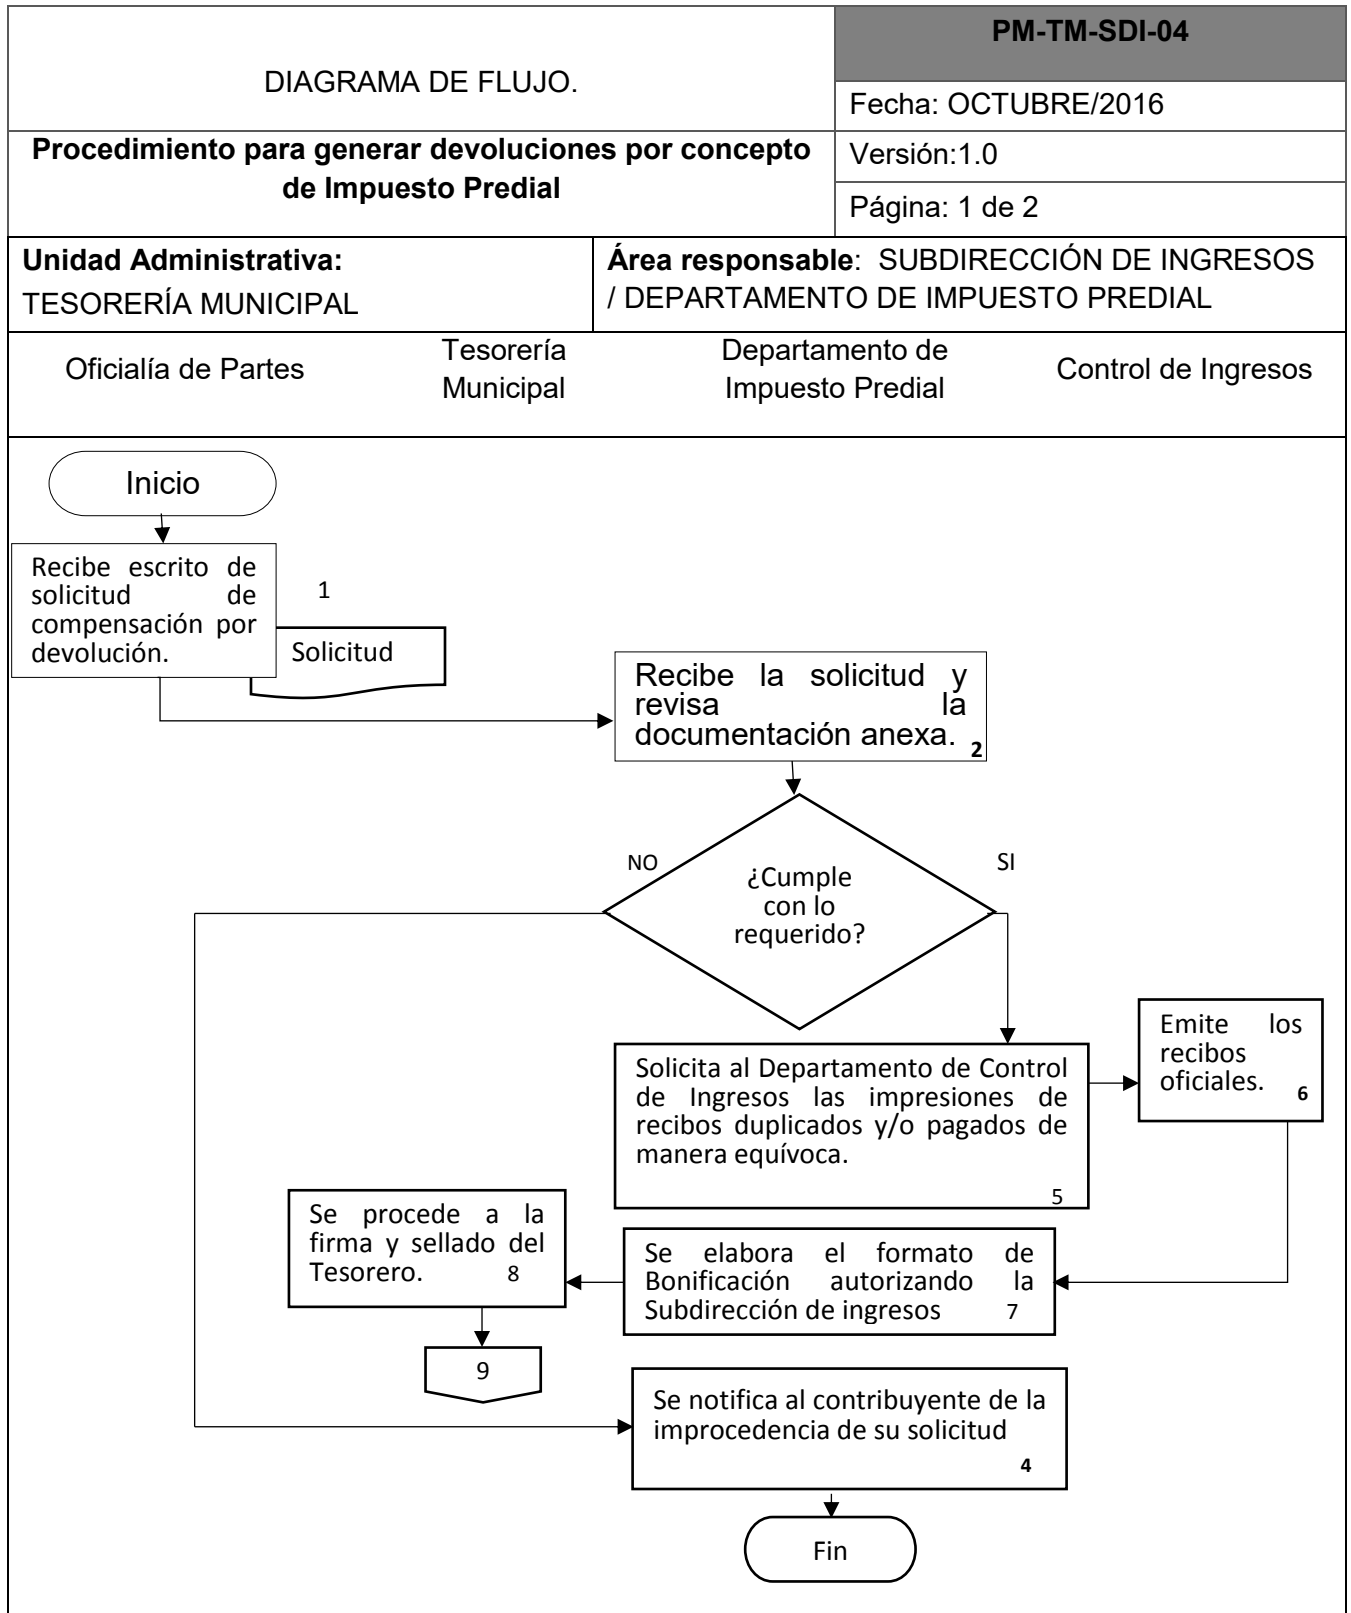 DIAGRAMA DE FLUJO.
PM-TM-SDI-04
Fecha: OCTUBRE/2016
Procedimiento para generar devoluciones por concepto
de Impuesto Predial
Versión:1.0
Página: 1 de 2
Unidad Administrativa:
TESORERÍA MUNICIPAL
Área responsable: SUBDIRECCIÓN DE INGRESOS
/ DEPARTAMENTO DE IMPUESTO PREDIAL
Oficialía de Partes
Tesorería
Municipal
Departamento de
Impuesto Predial
Control de Ingresos
Inicio
Recibe escrito de
solicitud de
compensación por
devolución.
1
Solicitud
Recibe la solicitud y
revisa la
documentación anexa.
2
NO
¿Cumple
con lo
requerido?
SI
Solicita al Departamento de Control
de Ingresos las impresiones de
recibos duplicados y/o pagados de
manera equívoca.
5
Emite los
recibos
oficiales.
6
Se procede a la
firma y sellado del
Tesorero. 8
Se elabora el formato de
Bonificación autorizando la
Subdirección de ingresos 7
9
Se notifica al contribuyente de la
improcedencia de su solicitud
4
Fin